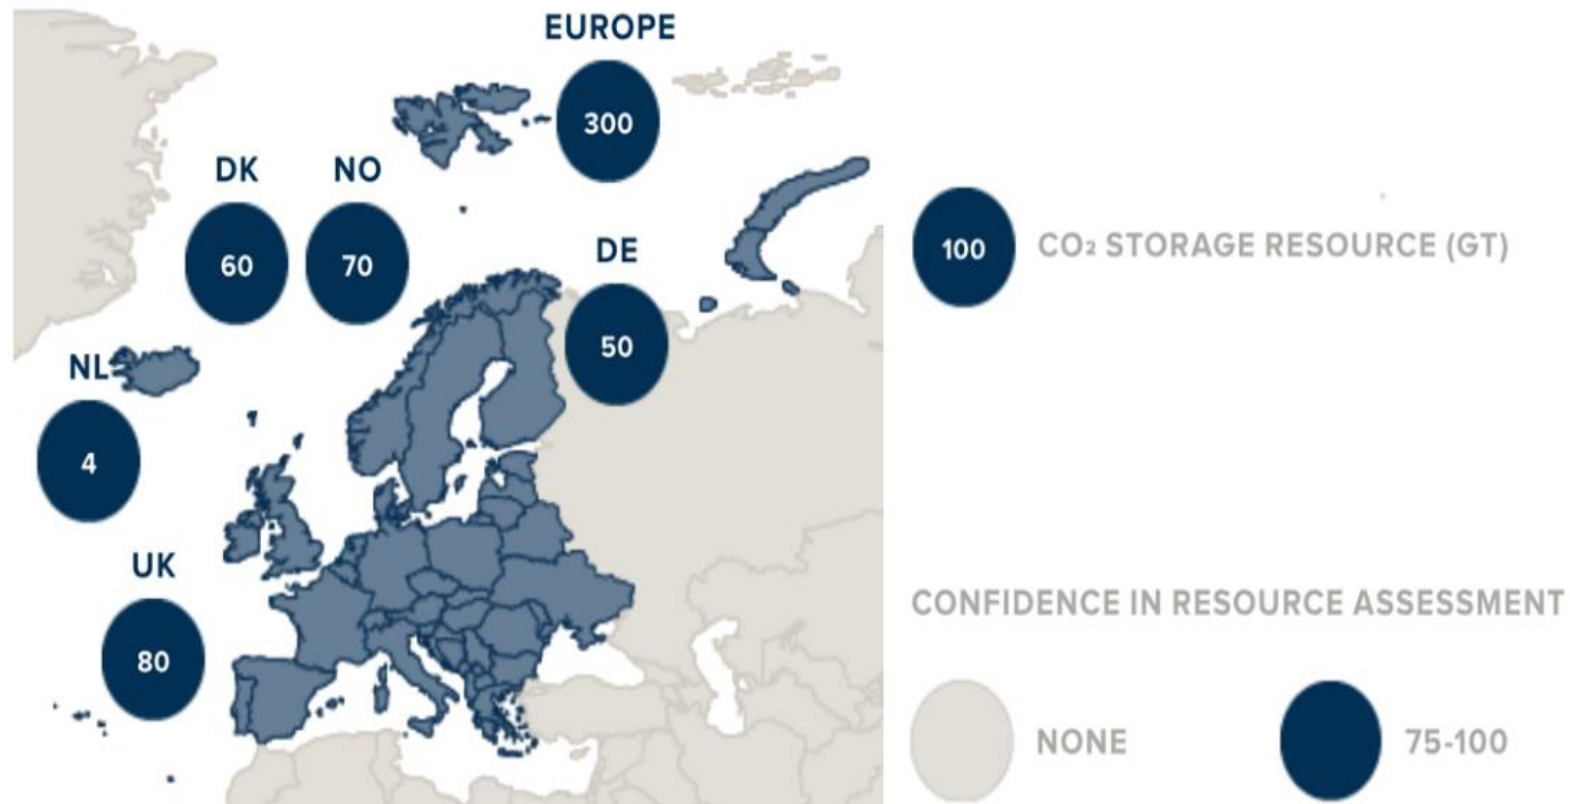 EUROPE
300
DK
NO
60
70
DE
50
NL
4
UK
80
100
CO₂ STORAGE RESOURCE (GT)
CONFIDENCE IN RESOURCE ASSESSMENT
NONE
75-100